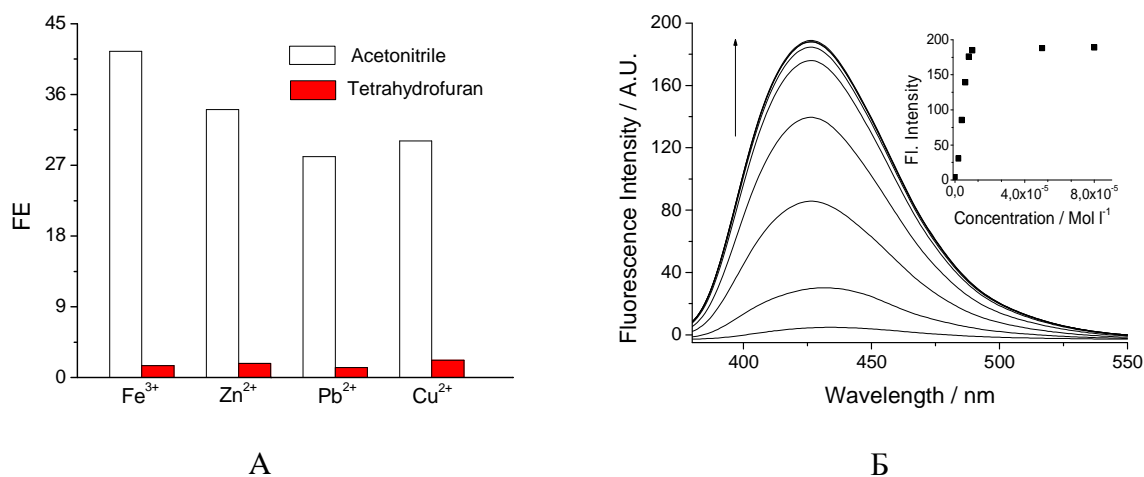 45
36
27
18
9
0
FE
Acetonitrile
Tetrahydrofuran
Fe³⁺ Zn²⁺ Pb²⁺ Cu²⁺
А
200
160
120
80
40
0
Fluorescence Intensity / A.U.
400 450 500 550
Wavelength / nm
200
150
100
50
0
Fl. Intensity
0,0 4,0x10⁻⁵ 8,0x10⁻⁵
Concentration / Mol l⁻¹
Б